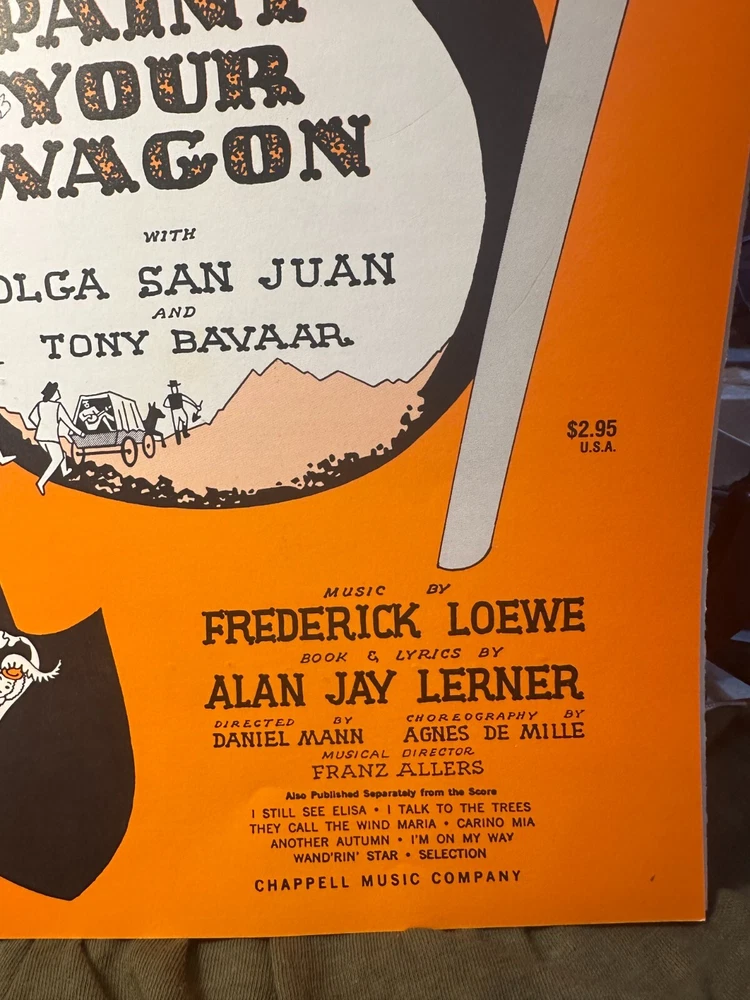 PAINT
YOUR
WAGON
WITH
OLGA SAN JUAN
AND
TONY BAVAAR
$2.95
U.S.A.
MUSIC BY
FREDERICK LOEWE
BOOK & LYRICS BY
ALAN JAY LERNER
DIRECTED BY CHOREOGRAPHY BY
DANIEL MANN AGNES DE MILLE
MUSICAL DIRECTOR
FRANZ ALLERS
Also Published Separately from the Score
I STILL SEE ELISA • I TALK TO THE TREES
THEY CALL THE WIND MARIA • CARINO MIA
ANOTHER AUTUMN • I'M ON MY WAY
WAND'RIN' STAR • SELECTION
CHAPPELL MUSIC COMPANY